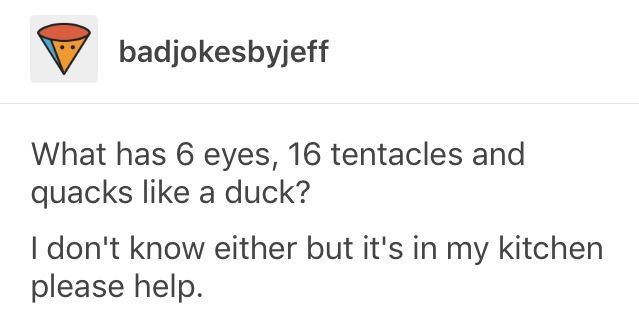 badjokesbyjeff
What has 6 eyes, 16 tentacles and
quacks like a duck?
I don't know either but it's in my kitchen
please help.